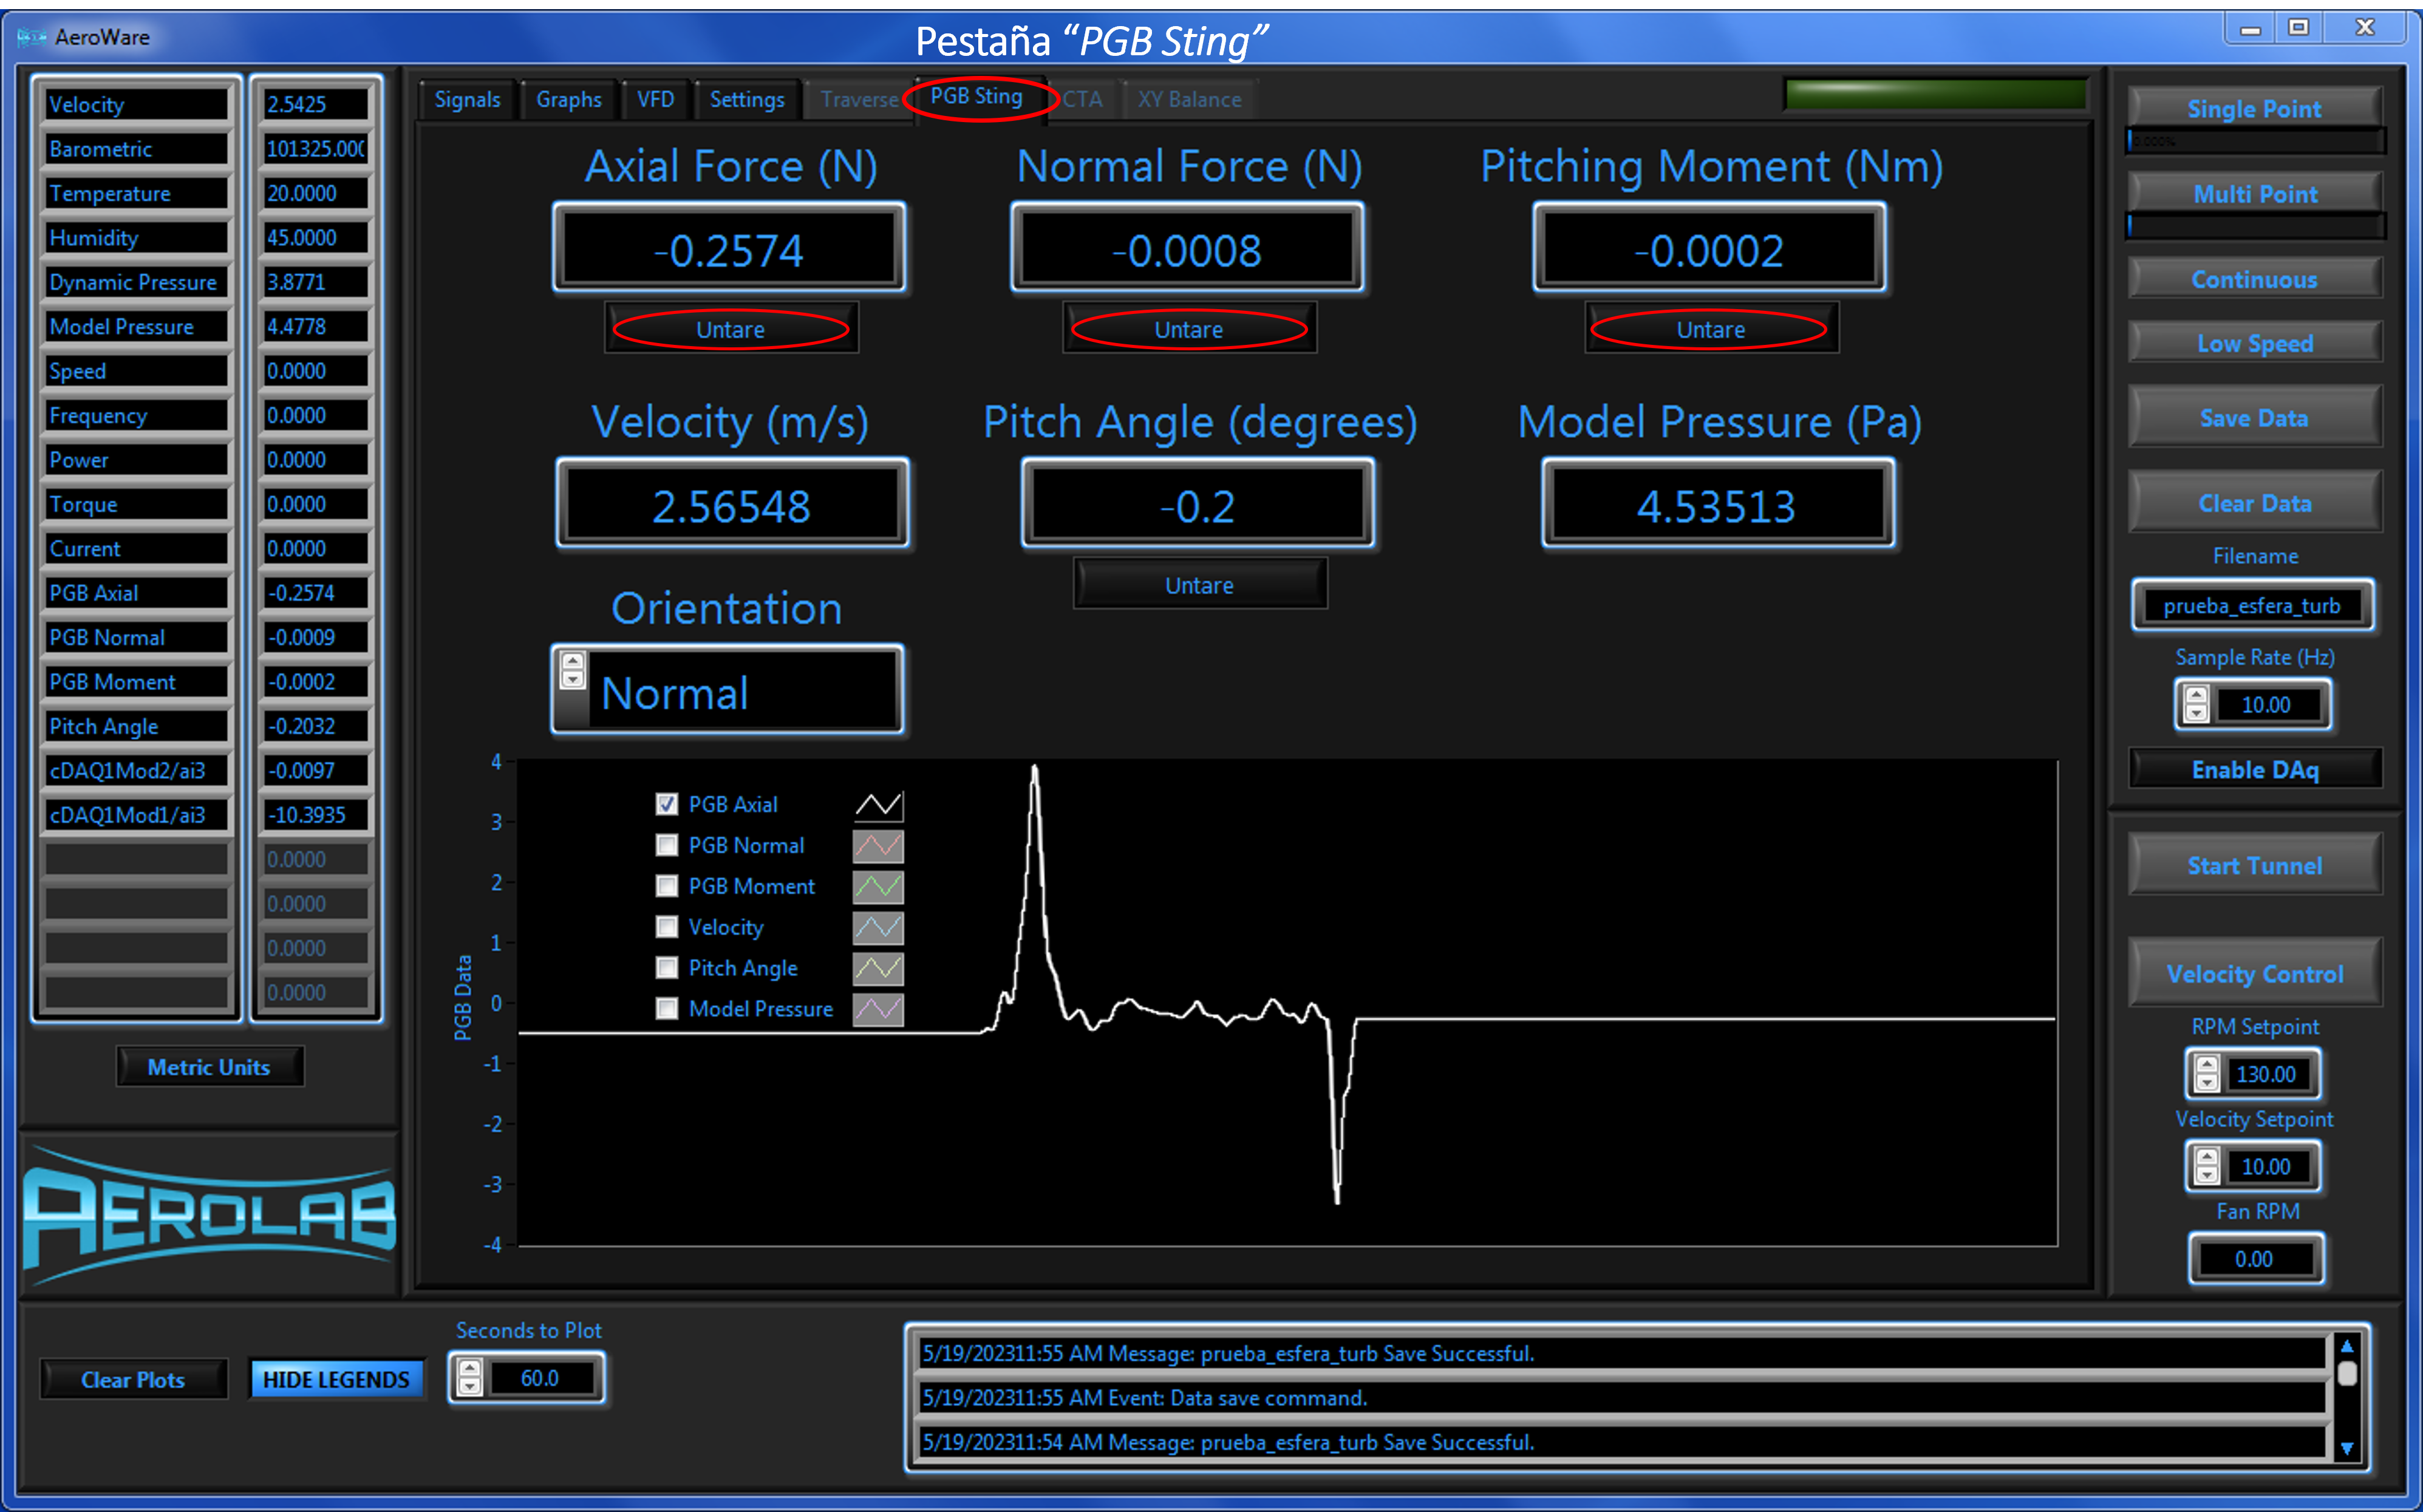 AeroWare
Pestaña “PGB Sting”
Velocity 2.5425
Barometric 101325.00(
Temperature 20.0000
Humidity 45.0000
Dynamic Pressure 3.8771
Model Pressure 4.4778
Speed 0.0000
Frequency 0.0000
Power 0.0000
Torque 0.0000
Current 0.0000
PGB Axial -0.2574
PGB Normal -0.0009
PGB Moment -0.0002
Pitch Angle -0.2032
cDAQ1Mod2/ai3 -0.0097
cDAQ1Mod1/ai3 -10.3935
0.0000
0.0000
0.0000
0.0000
Metric Units
AEROLAB
Signals Graphs VFD Settings Traverse PGB Sting CTA XY Balance
Axial Force (N) Normal Force (N) Pitching Moment (Nm)
-0.2574 -0.0008 -0.0002
Untare Untare Untare
Velocity (m/s) Pitch Angle (degrees) Model Pressure (Pa)
2.56548 -0.2 4.53513
Untare
Orientation
Normal
PGB Data
4
3
2
1
0
-1
-2
-3
-4
PGB Axial
PGB Normal
PGB Moment
Velocity
Pitch Angle
Model Pressure
Single Point
0.000%
Multi Point
Continuous
Low Speed
Save Data
Clear Data
Filename
prueba_esfera_turb
Sample Rate (Hz)
10.00
Enable DAq
Start Tunnel
Velocity Control
RPM Setpoint
130.00
Velocity Setpoint
10.00
Fan RPM
0.00
Clear Plots HIDE LEGENDS
Seconds to Plot
60.0
5/19/202311:55 AM Message: prueba_esfera_turb Save Successful.
5/19/202311:55 AM Event: Data save command.
5/19/202311:54 AM Message: prueba_esfera_turb Save Successful.